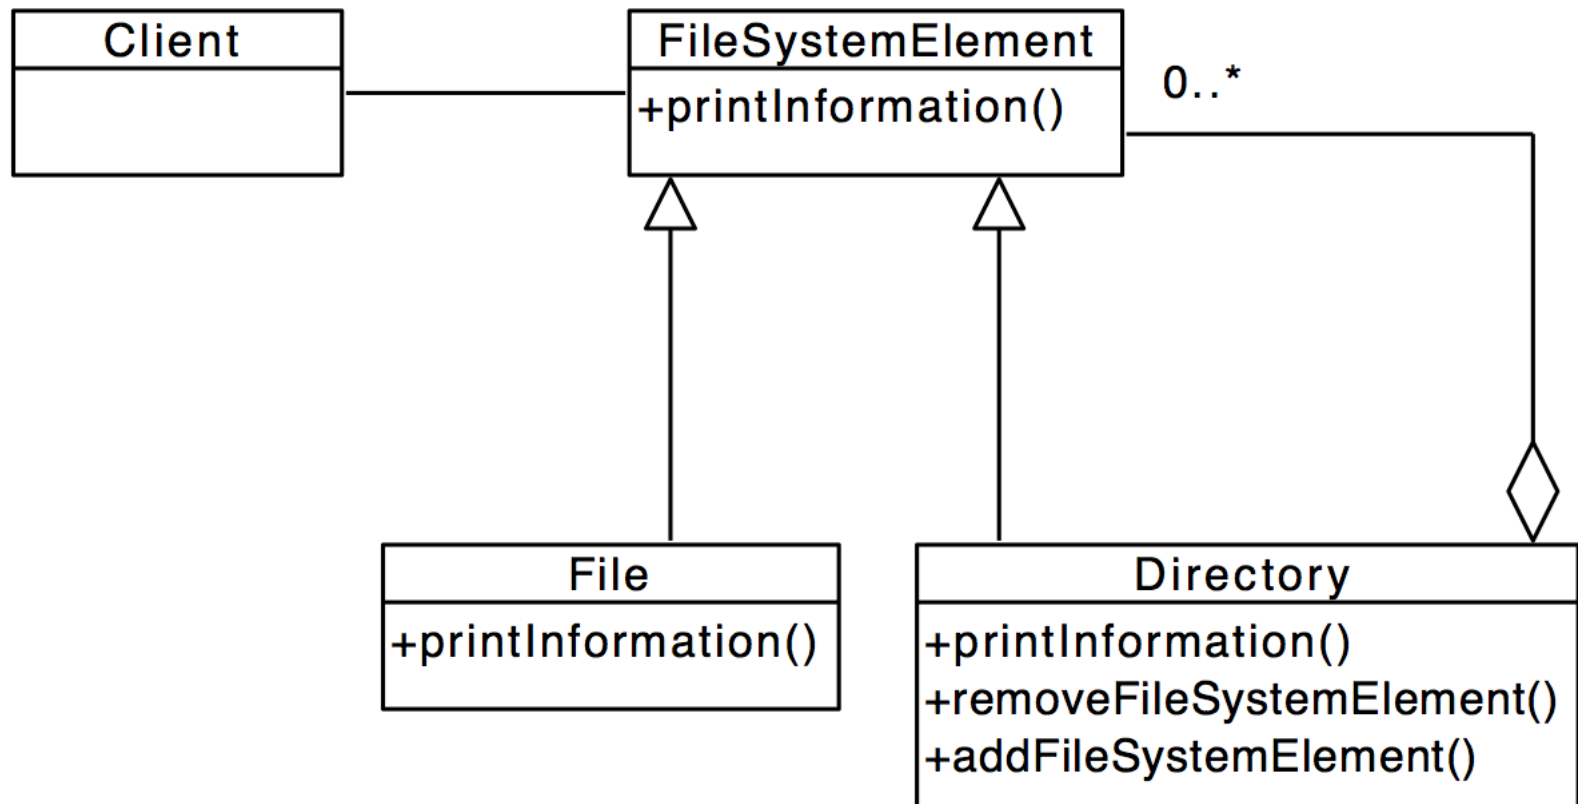 Client
FileSystemElement
+printInformation()
0..*
File
+printInformation()
Directory
+printInformation()
+removeFileSystemElement()
+addFileSystemElement()